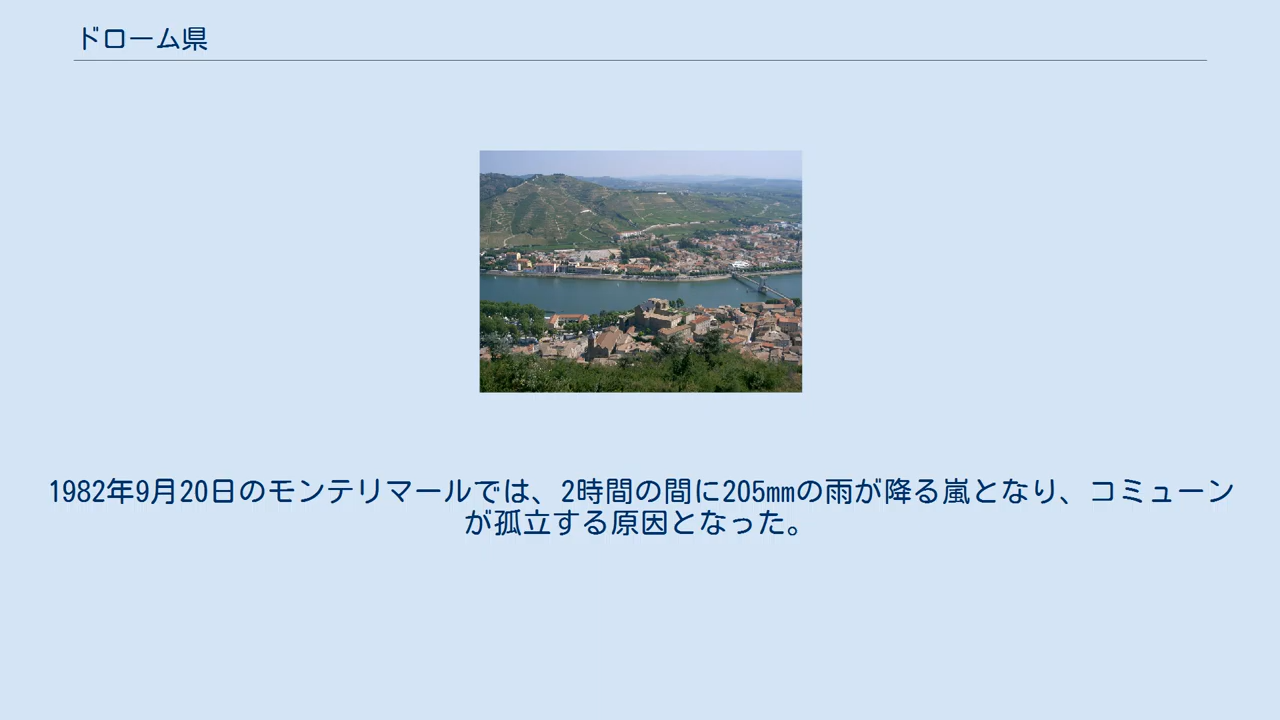 ドローム県
1982年9月20日のモンテリマールでは、2時間の間に205mmの雨が降る嵐となり、コミューン
が孤立する原因となった。